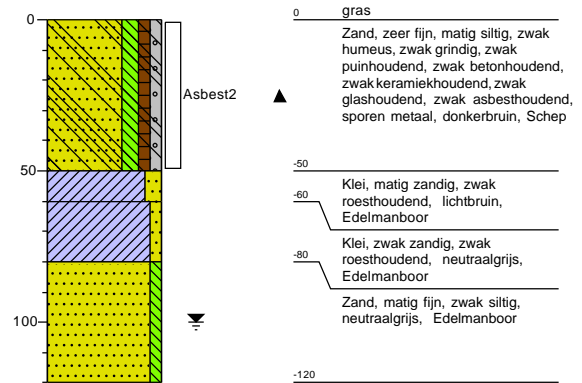 0
50
100
Asbest2
0
gras
Zand, zeer fijn, matig siltig, zwak
humeus, zwak grindig, zwak
puinhoudend, zwak betonhoudend,
zwak keramiekhoudend, zwak
glashoudend, zwak asbesthoudend,
sporen metaal, donkerbruin, Schep
-50
Klei, matig zandig, zwak
roesthoudend, lichtbruin,
Edelmanboor
-60
Klei, zwak zandig, zwak
roesthoudend, neutraalgrijs,
Edelmanboor
-80
Zand, matig fijn, zwak siltig,
neutraalgrijs, Edelmanboor
-120